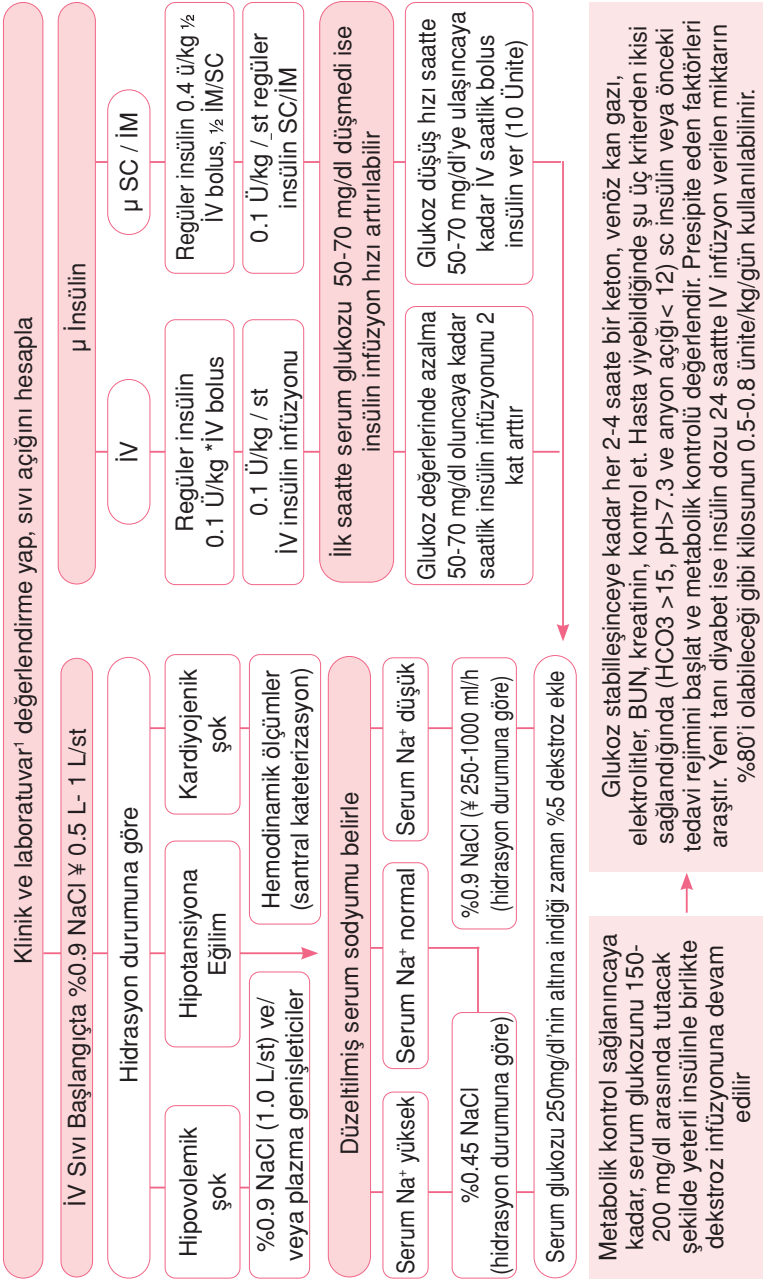 Klinik ve laboratuvar¹ değerlendirme yap, sıvı açığını hesapla
İV Sıvı Başlangıçta %0.9 NaCl ¥ 0.5 L- 1 L/st
Hidrasyon durumuna göre
Hipovolemik
şok
Hipotansiyona
Eğilim
Kardiyojenik
şok
%0.9 NaCl (1.0 L/st) ve/
veya plazma genişleticiler
Hemodinamik ölçümler
(santral kateterizasyon)
Düzeltilmiş serum sodyumu belirle
Serum Na⁺ yüksek
Serum Na⁺ normal
Serum Na⁺ düşük
%0.45 NaCl
(hidrasyon durumuna göre)
%0.9 NaCl (¥ 250-1000 ml/h
(hidrasyon durumuna göre)
Serum glukozu 250mg/dl'nin altına indiği zaman %5 dekstroz ekle
µ İnsülin
İV
µ SC / İM
Regüler insülin
0.1 Ü/kg *İV bolus
Regüler insülin 0.4 ü/kg ½
İV bolus, ½ İM/SC
0.1 Ü/kg / st
İV insülin infüzyonu
0.1 Ü/kg /_st regüler
insülin SC/İM
İlk saatte serum glukozu 50-70 mg/dl düşmedi ise
insülin infüzyon hızı artırılabilir
Glukoz değerlerinde azalma
50-70 mg/dl oluncaya kadar
saatlik insülin infüzyonunu 2
kat arttır
Glukoz düşüş hızı saatte
50-70 mg/dl'ye ulaşıncaya
kadar İV saatlik bolus
insülin ver (10 Ünite)
Metabolik kontrol sağlanıncaya
kadar, serum glukozunu 150-
200 mg/dl arasında tutacak
şekilde yeterli insülinle birlikte
dekstroz infüzyonuna devam
edilir
Glukoz stabilleşinceye kadar her 2-4 saate bir keton, venöz kan gazı,
elektrolitler, BUN, kreatinin, kontrol et. Hasta yiyebildiğinde şu üç kriterden ikisi
sağlandığında (HCO3 >15, pH>7.3 ve anyon açığı< 12) sc insülin veya önceki
tedavi rejimini başlat ve metabolik kontrolü değerlendir. Presipite eden faktörleri
araştır. Yeni tanı diyabet ise insülin dozu 24 saattte IV infüzyon verilen miktarın
%80'i olabileceği gibi kilosunun 0.5-0.8 ünite/kg/gün kullanılabilinir.